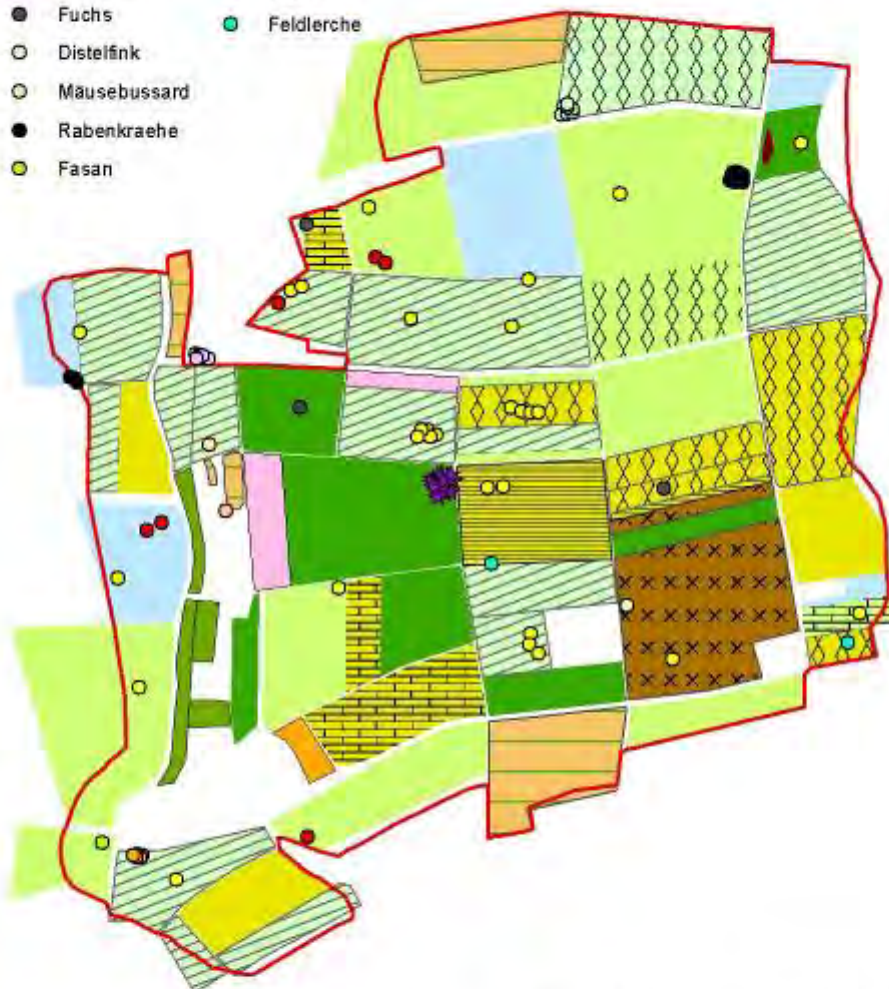 Fuchs
Feldlerche
Distelfink
Mäusebussard
Rabenkraehe
Fasan